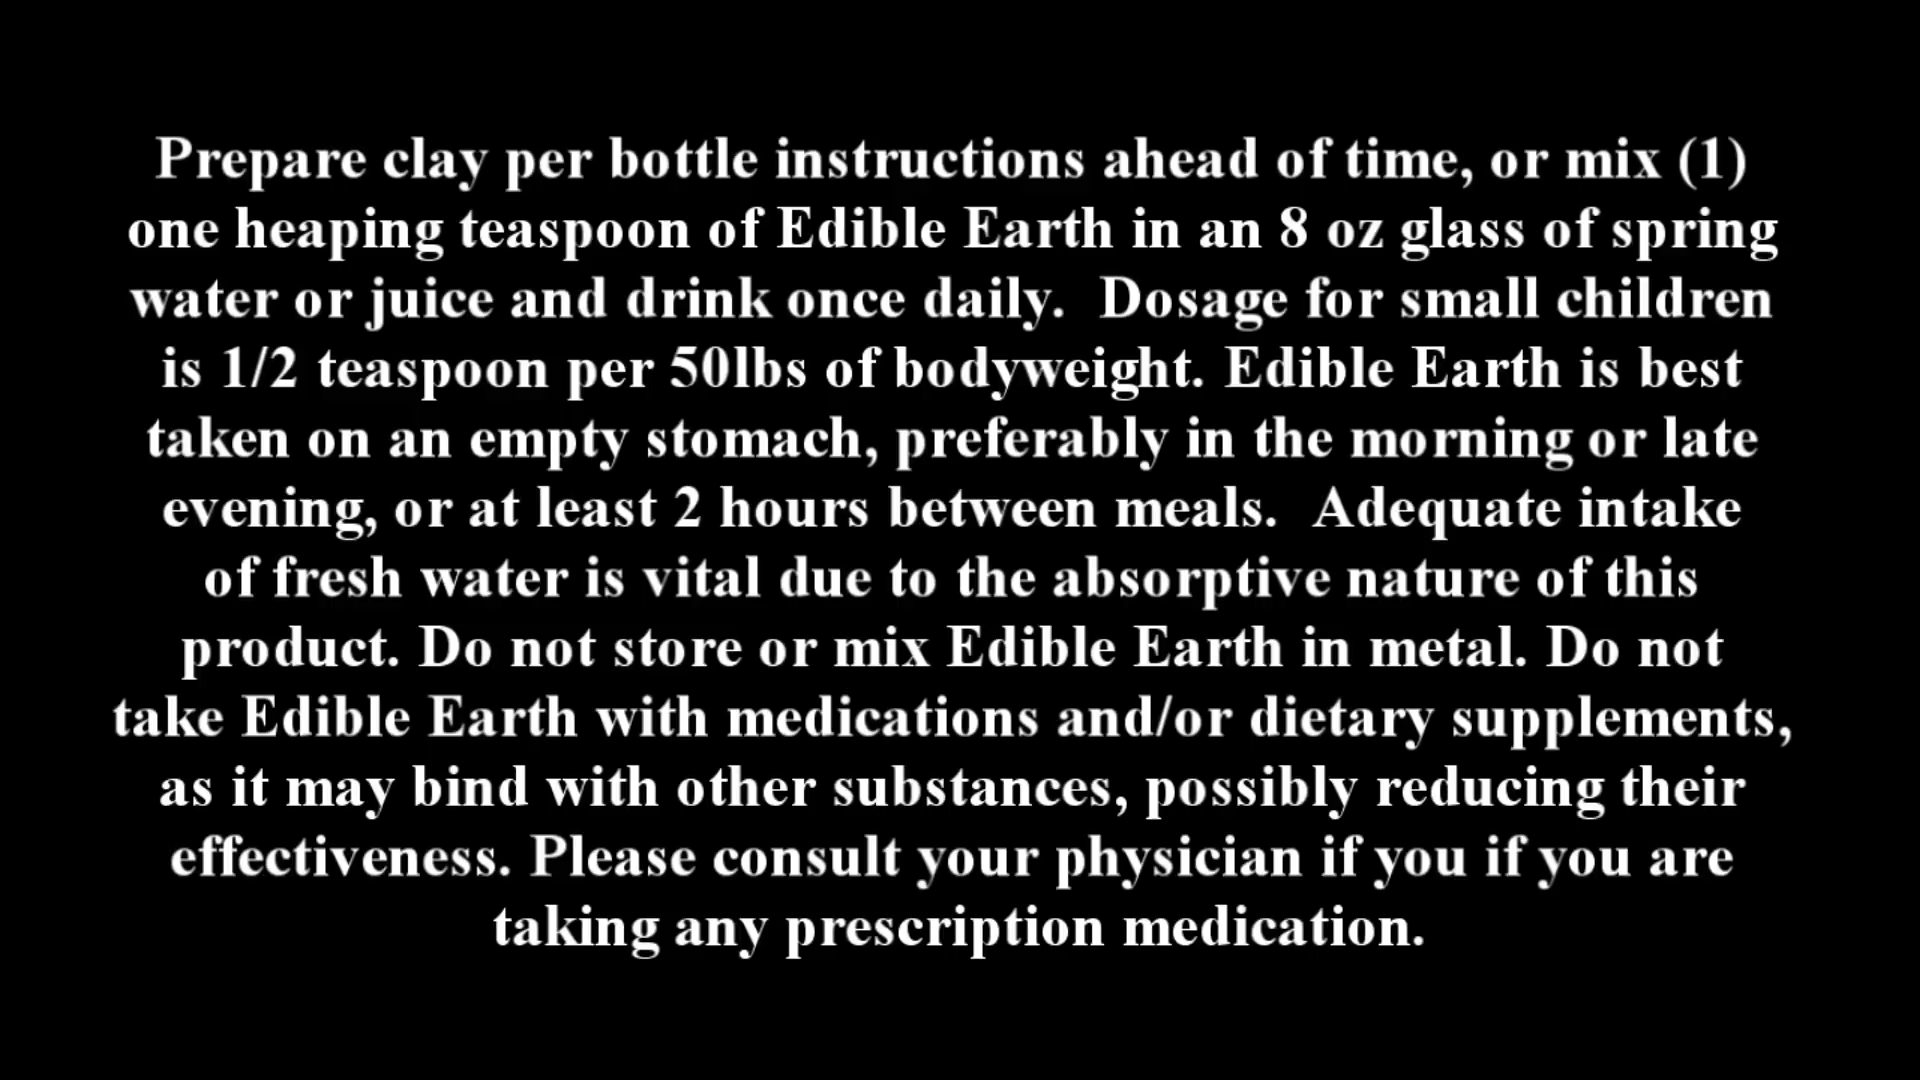 Prepare clay per bottle instructions ahead of time, or mix (1)
one heaping teaspoon of Edible Earth in an 8 oz glass of spring
water or juice and drink once daily.  Dosage for small children
is 1/2 teaspoon per 50lbs of bodyweight. Edible Earth is best
taken on an empty stomach, preferably in the morning or late
evening, or at least 2 hours between meals.  Adequate intake
of fresh water is vital due to the absorptive nature of this
product. Do not store or mix Edible Earth in metal. Do not
take Edible Earth with medications and/or dietary supplements,
as it may bind with other substances, possibly reducing their
effectiveness. Please consult your physician if you if you are
taking any prescription medication.